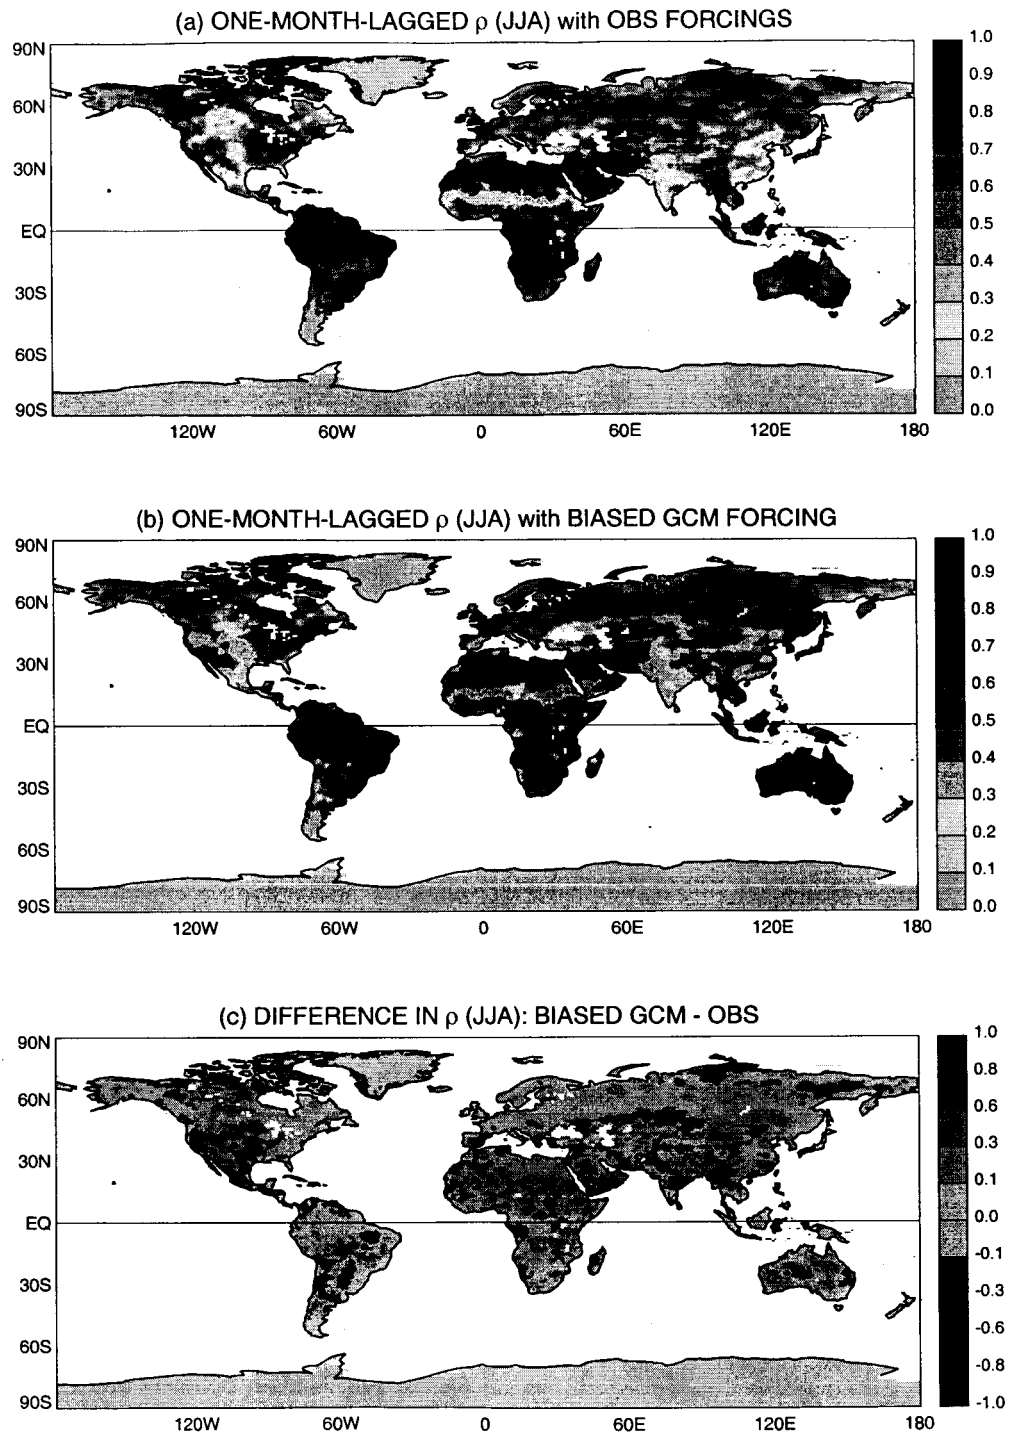 (a) ONE-MONTH-LAGGED ρ (JJA) with OBS FORCINGS
90N
60N
30N
EQ
30S
60S
90S
120W 60W 0 60E 120E 180
1.0
0.9
0.8
0.7
0.6
0.5
0.4
0.3
0.2
0.1
0.0
(b) ONE-MONTH-LAGGED ρ (JJA) with BIASED GCM FORCING
90N
60N
30N
EQ
30S
60S
90S
120W 60W 0 60E 120E 180
1.0
0.9
0.8
0.7
0.6
0.5
0.4
0.3
0.2
0.1
0.0
(c) DIFFERENCE IN ρ (JJA): BIASED GCM - OBS
90N
60N
30N
EQ
30S
60S
90S
120W 60W 0 60E 120E 180
1.0
0.8
0.6
0.3
0.1
0.0
-0.1
-0.3
-0.6
-0.8
-1.0